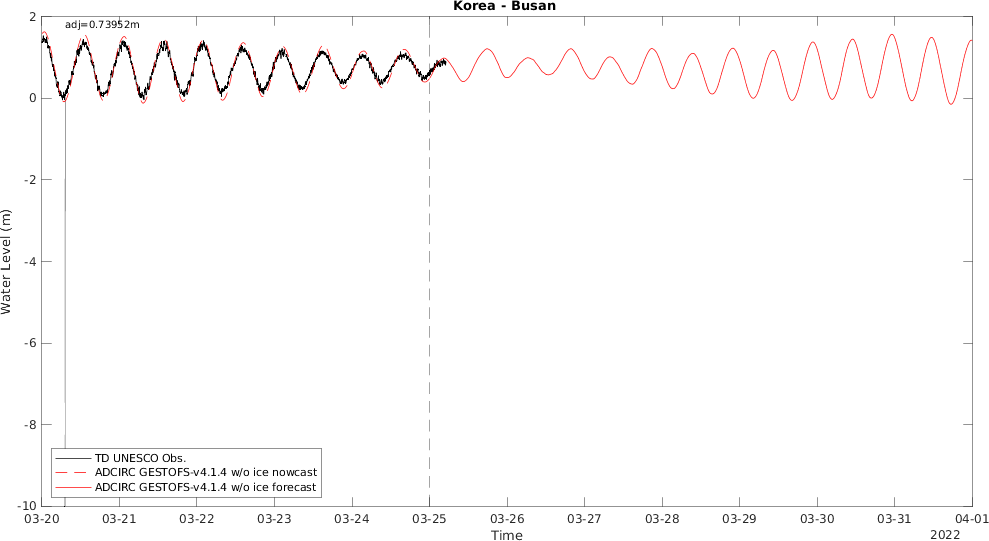 Korea - Busan
adj=0.73952m
2
0
-2
-4
-6
-8
-10
Water Level (m)
TD UNESCO Obs.
ADCIRC GESTOFS-v4.1.4 w/o ice nowcast
ADCIRC GESTOFS-v4.1.4 w/o ice forecast
03-20 03-21 03-22 03-23 03-24 03-25 03-26 03-27 03-28 03-29 03-30 03-31 04-01
Time
2022